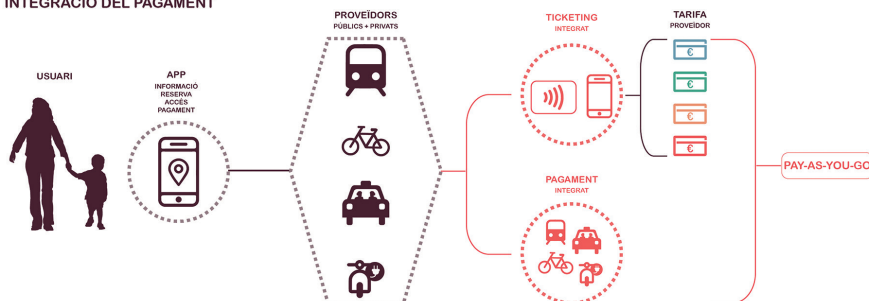 INTEGRACIÓ DEL PAGAMENT
USUARI
APP
INFORMACIÓ
RESERVA
ACCÉS
PAGAMENT
PROVEÏDORS
PÚBLICS + PRIVATS
TICKETING
INTEGRAT
PAGAMENT
INTEGRAT
TARIFA
PROVEÏDOR
€
€
€
€
PAY-AS-YOU-GO